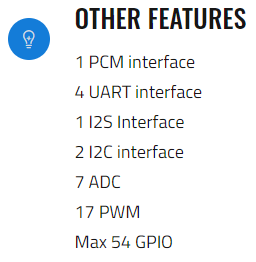 OTHER FEATURES
1 PCM interface
4 UART interface
1 I2S Interface
2 I2C interface
7 ADC
17 PWM
Max 54 GPIO